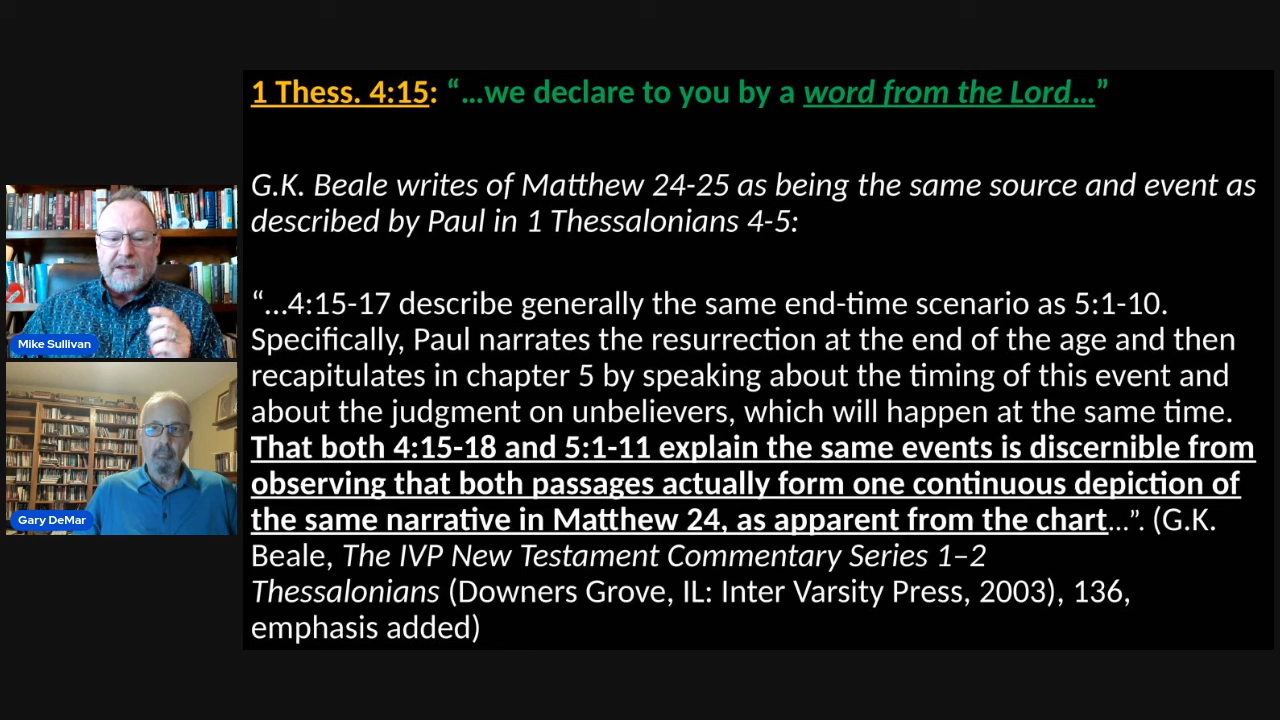 1 Thess. 4:15: “…we declare to you by a word from the Lord…”
G.K. Beale writes of Matthew 24-25 as being the same source and event as
described by Paul in 1 Thessalonians 4-5:
“…4:15-17 describe generally the same end-time scenario as 5:1-10.
Specifically, Paul narrates the resurrection at the end of the age and then
recapitulates in chapter 5 by speaking about the timing of this event and
about the judgment on unbelievers, which will happen at the same time.
That both 4:15-18 and 5:1-11 explain the same events is discernible from
observing that both passages actually form one continuous depiction of
the same narrative in Matthew 24, as apparent from the chart…”. (G.K.
Beale, The IVP New Testament Commentary Series 1–2
Thessalonians (Downers Grove, IL: Inter Varsity Press, 2003), 136,
emphasis added)
Mike Sullivan
Gary DeMar